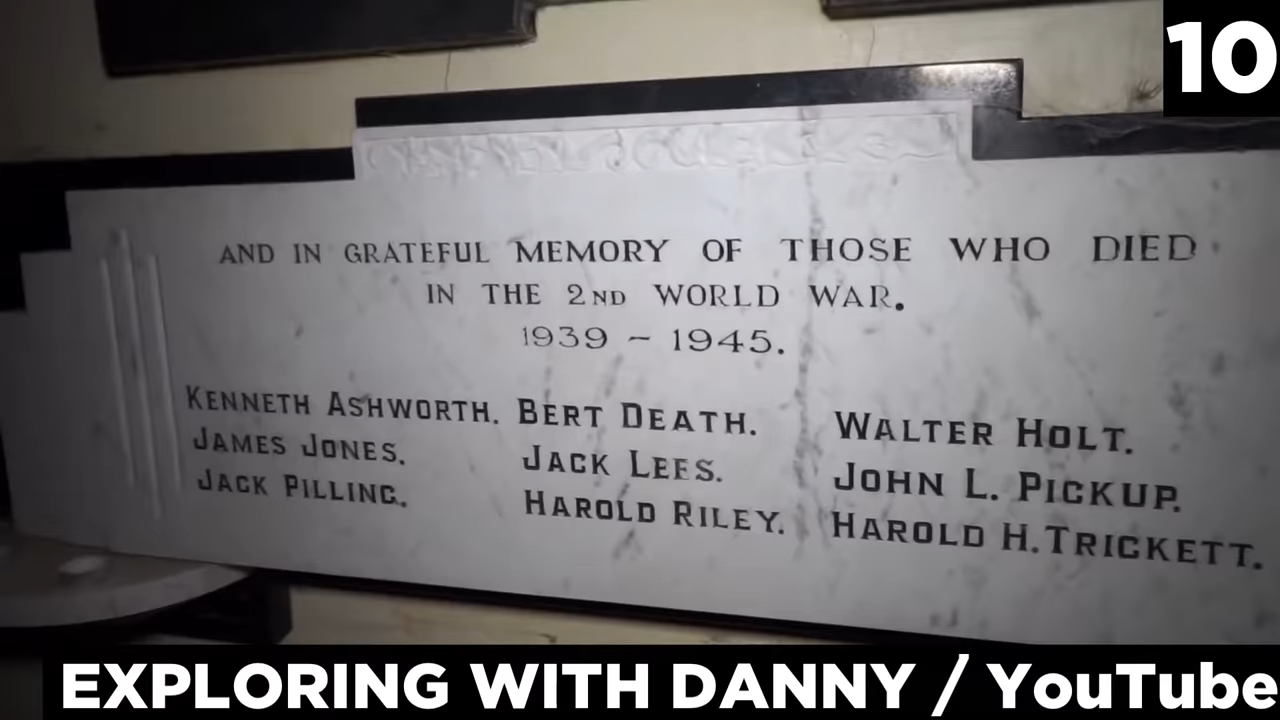 10
AND IN GRATEFUL MEMORY OF THOSE WHO DIED
IN THE 2ND WORLD WAR.
1939 – 1945.
KENNETH ASHWORTH. BERT DEATH. WALTER HOLT.
JAMES JONES. JACK LEES. JOHN L. PICKUP.
JACK PILLING. HAROLD RILEY. HAROLD H. TRICKETT.
EXPLORING WITH DANNY / YouTube